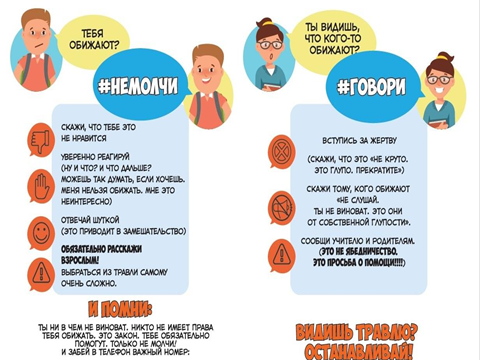 ТЕБЯ
ОБИЖАЮТ?
#НЕМОЛЧИ
СКАЖИ, ЧТО ТЕБЕ ЭТО
НЕ НРАВИТСЯ
УВЕРЕННО РЕАГИРУЙ
(НУ И ЧТО? И ЧТО ДАЛЬШЕ?
МОЖЕШЬ ТАК ДУМАТЬ, ЕСЛИ ХОЧЕШЬ.
МЕНЯ НЕЛЬЗЯ ОБИЖАТЬ. МНЕ ЭТО
НЕИНТЕРЕСНО)
ОТВЕЧАЙ ШУТКОЙ
(ЭТО ПРИВОДИТ В ЗАМЕШАТЕЛЬСТВО)
ОБЯЗАТЕЛЬНО РАССКАЖИ
ВЗРОСЛЫМ!
ВЫБРАТЬСЯ ИЗ ТРАВЛИ САМОМУ
ОЧЕНЬ СЛОЖНО.
И ПОМНИ:
ТЫ НИ В ЧЕМ НЕ ВИНОВАТ. НИКТО НЕ ИМЕЕТ ПРАВА
ТЕБЯ ОБИЖАТЬ. ЭТО ЗАКОН. ТЕБЕ ОБЯЗАТЕЛЬНО
ПОМОГУТ. ТОЛЬКО НЕ МОЛЧИ!
И ЗАБЕЙ В ТЕЛЕФОН ВАЖНЫЙ НОМЕР:
ТЫ ВИДИШЬ,
ЧТО КОГО-ТО
ОБИЖАЮТ?
#ГОВОРИ
ВСТУПИСЬ ЗА ЖЕРТВУ
(СКАЖИ, ЧТО ЭТО «НЕ КРУТО.
ЭТО ГЛУПО. ПРЕКРАТИТЕ»)
СКАЖИ ТОМУ, КОГО ОБИЖАЮТ
«НЕ СЛУШАЙ.
ТЫ НЕ ВИНОВАТ. ЭТО ОНИ
ОТ СОБСТВЕННОЙ ГЛУПОСТИ».
СООБЩИ УЧИТЕЛЮ И РОДИТЕЛЯМ.
(ЭТО НЕ ЯБЕДНИЧЕСТВО.
ЭТО ПРОСЬБА О ПОМОЩИ!!!!)
ВИДИШЬ ТРАВЛЮ?
ОСТАНАВЛИВАЙ!